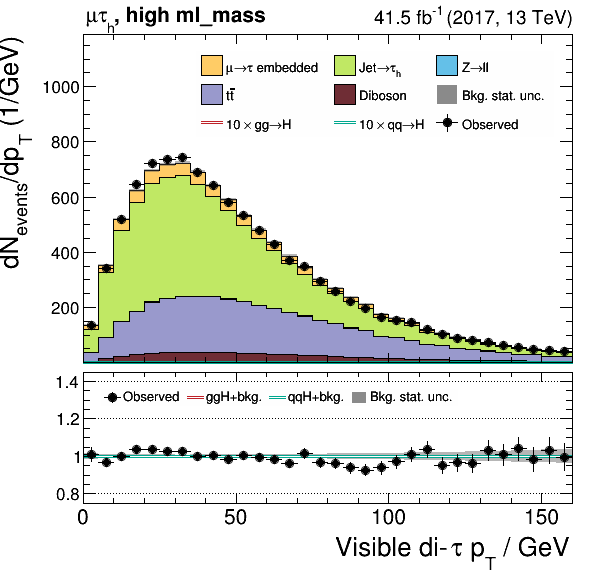 μτh, high ml_mass 41.5 fb-1 (2017, 13 TeV)
dNevents/dpT (1/GeV)
1000
800
600
400
200
μ→τ embedded Jet→τh Z→ll
tt̄ Diboson Bkg. stat. unc.
10 × gg→H 10 × qq→H Observed
1.4
1.2
1
0.8
Observed ggH+bkg. qqH+bkg. Bkg. stat. unc.
0 50 100 150
Visible di-τ pT / GeV